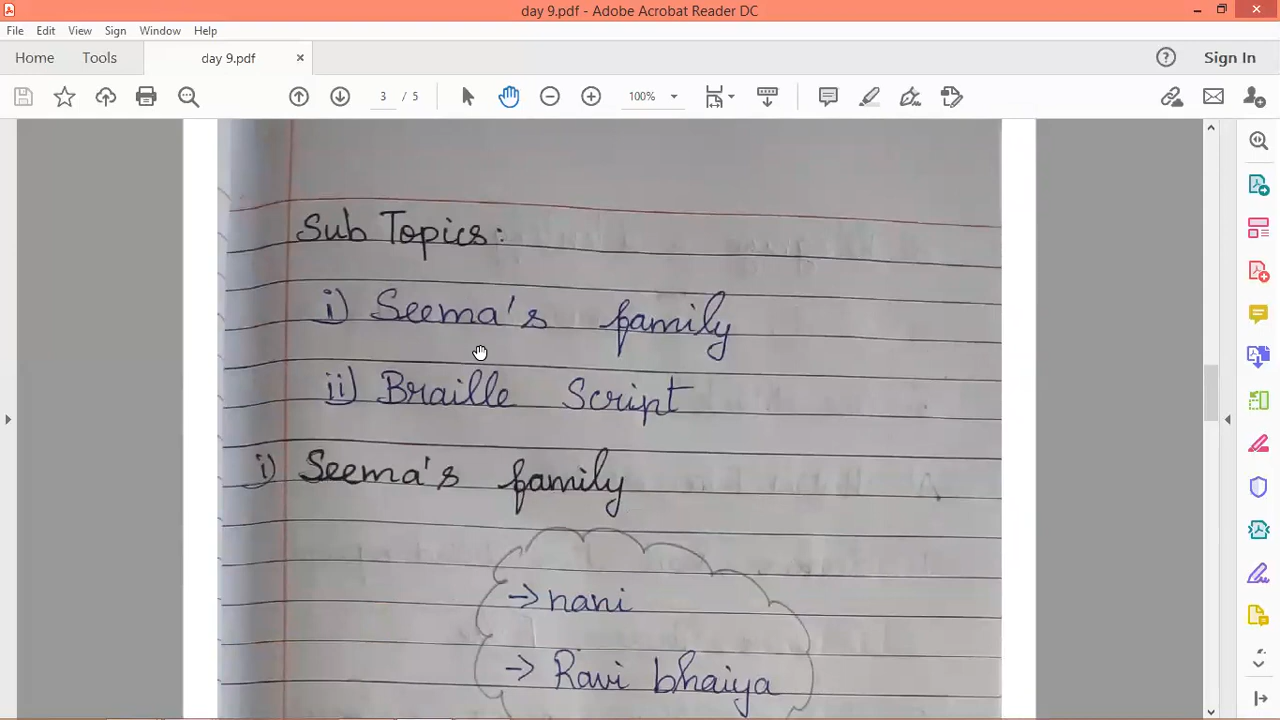 day 9.pdf - Adobe Acrobat Reader DC
File Edit View Sign Window Help
Home Tools day 9.pdf × Sign In
3 / 5 100%
Sub Topics:
i) Seema's family
ii) Braille Script
i) Seema's family
→ nani
→ Ravi bhaiya